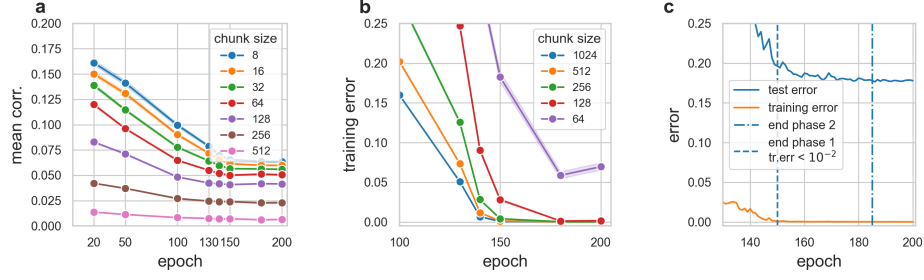 a
mean corr.
0.200
0.175
0.150
0.125
0.100
0.075
0.050
0.025
0.000
20 50 100 130 150 200
epoch
chunk size
8
16
32
64
128
256
512
b
training error
0.25
0.20
0.15
0.10
0.05
0.00
100 150 200
epoch
chunk size
1024
512
256
128
64
c
error
0.25
0.20
0.15
0.10
0.05
0.00
140 160 180 200
epoch
test error
training error
end phase 2
end phase 1
tr.err < 10⁻²